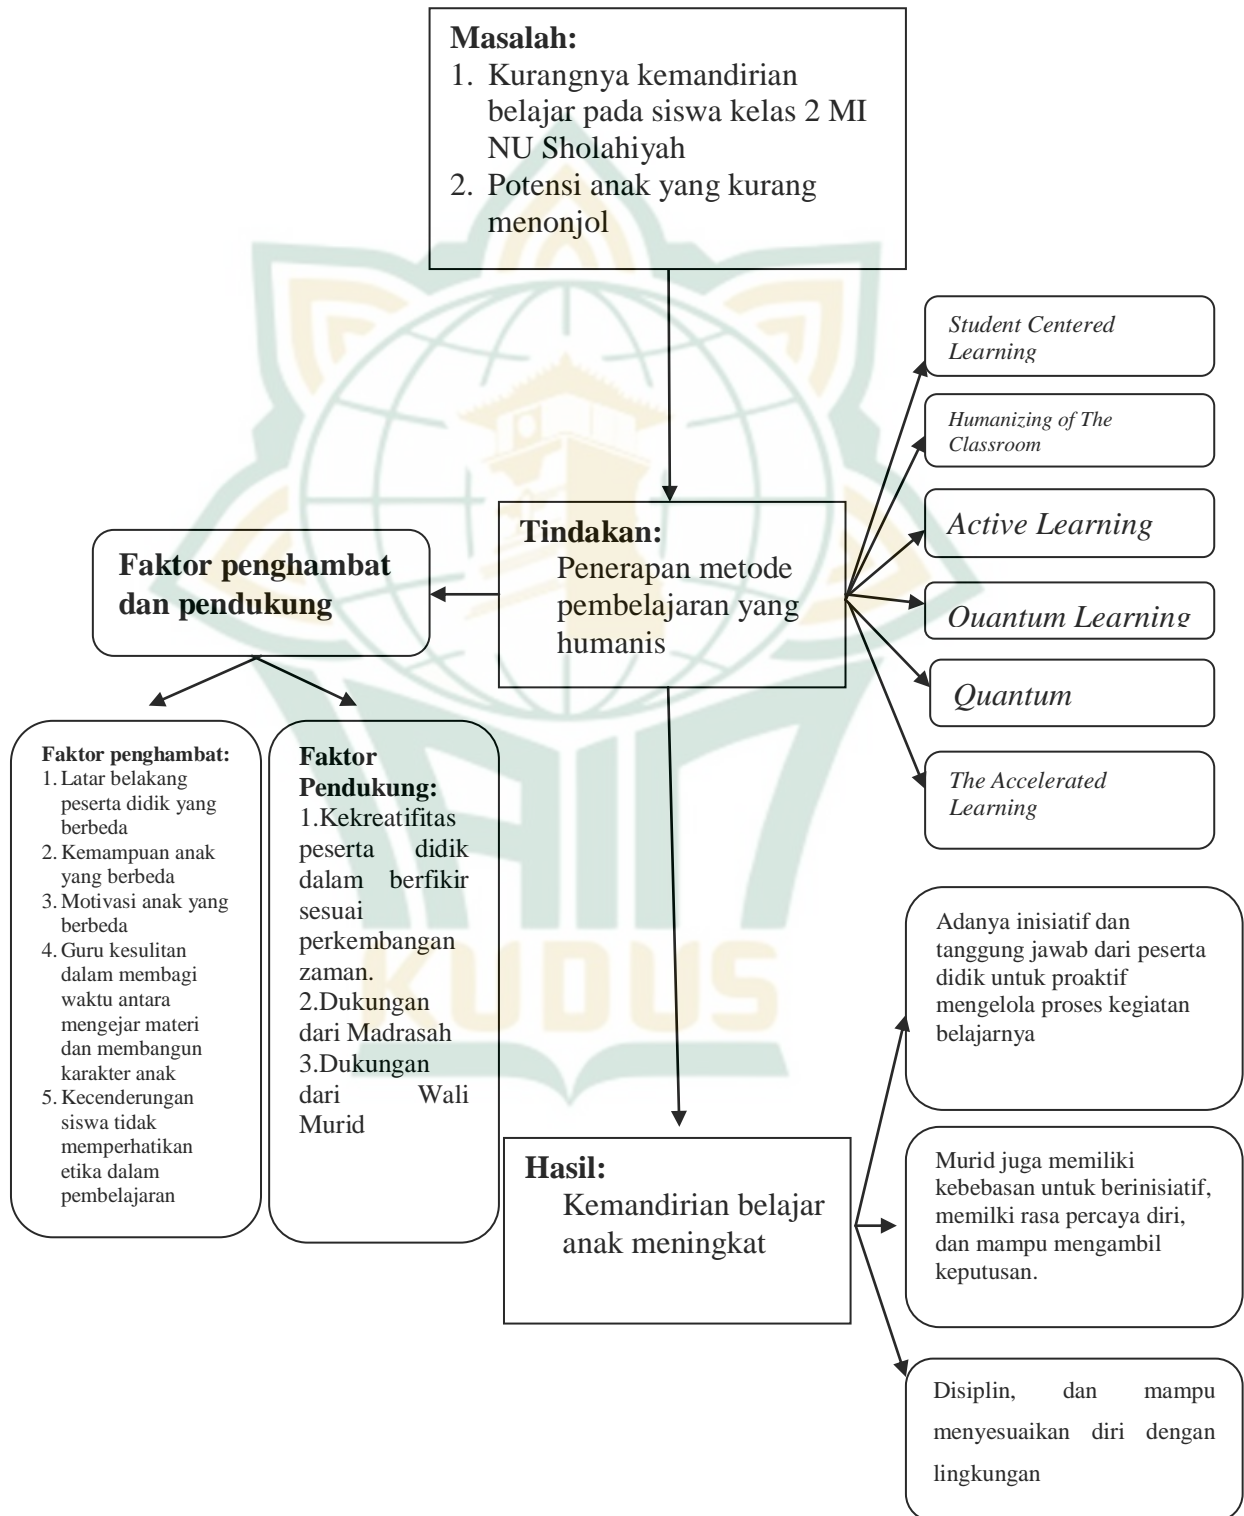 Masalah:
1. Kurangnya kemandirian
belajar pada siswa kelas 2 MI
NU Sholahiyah
2. Potensi anak yang kurang
menonjol
Student Centered
Learning
Humanizing of The
Classroom
Active Learning
Quantum Learning
Quantum
The Accelerated
Learning
Tindakan:
Penerapan metode
pembelajaran yang
humanis
Faktor penghambat
dan pendukung
Faktor penghambat:
1. Latar belakang
peserta didik yang
berbeda
2. Kemampuan anak
yang berbeda
3. Motivasi anak yang
berbeda
4. Guru kesulitan
dalam membagi
waktu antara
mengejar materi
dan membangun
karakter anak
5. Kecenderungan
siswa tidak
memperhatikan
etika dalam
pembelajaran
Faktor
Pendukung:
1.Kekreatifitas
peserta didik
dalam berfikir
sesuai
perkembangan
zaman.
2.Dukungan
dari Madrasah
3.Dukungan
dari Wali
Murid
Hasil:
Kemandirian belajar
anak meningkat
Adanya inisiatif dan
tanggung jawab dari peserta
didik untuk proaktif
mengelola proses kegiatan
belajarnya
Murid juga memiliki
kebebasan untuk berinisiatif,
memilki rasa percaya diri,
dan mampu mengambil
keputusan.
Disiplin, dan mampu
menyesuaikan diri dengan
lingkungan
IAIN
KUDUS